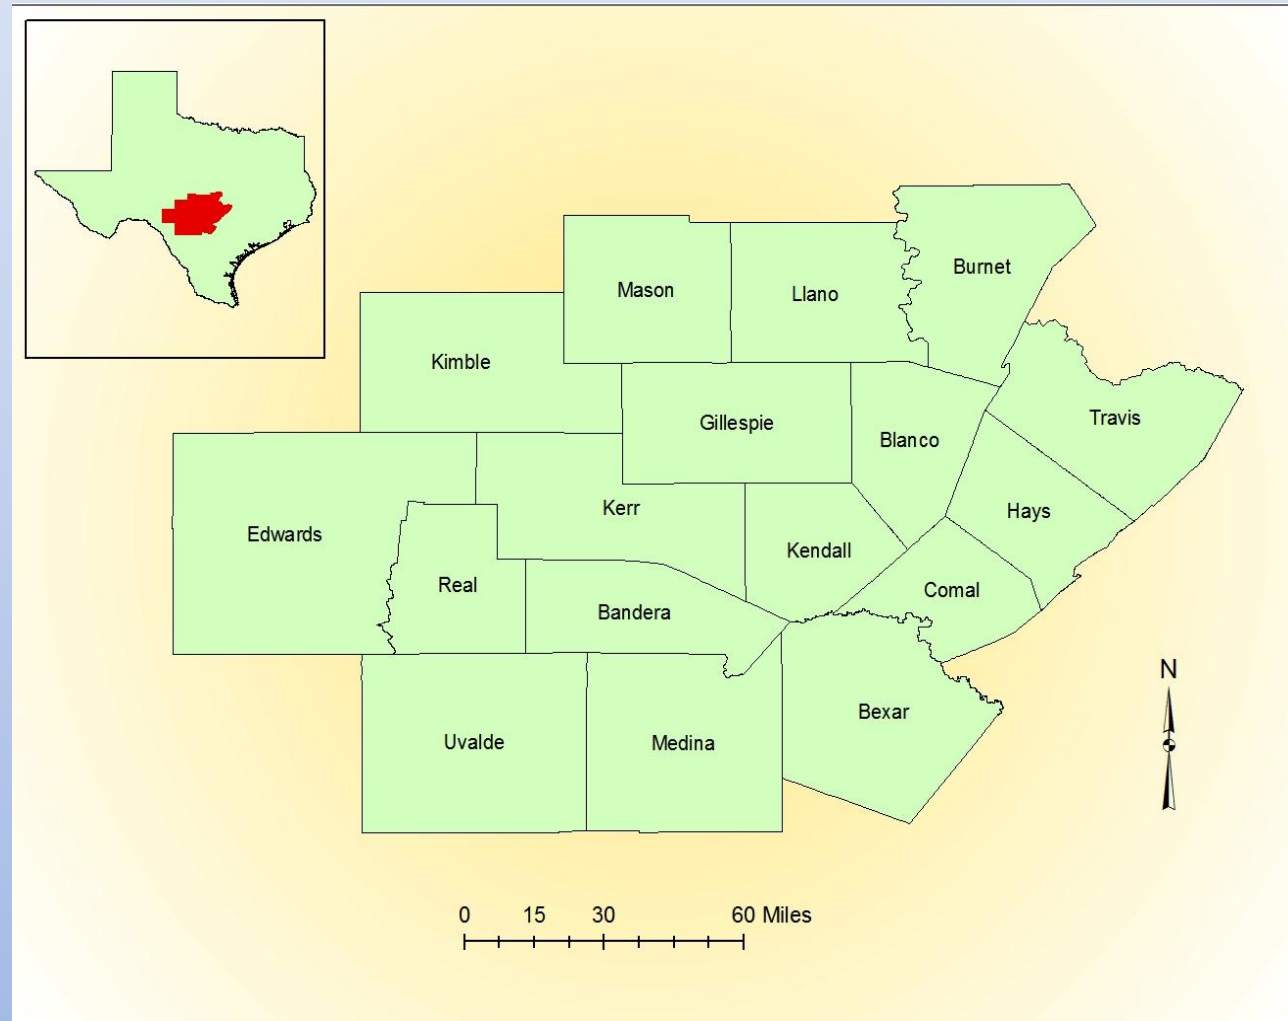 Burnet
Mason
Llano
Kimble
Travis
Gillespie
Blanco
Kerr
Hays
Edwards
Kendall
Real
Comal
Bandera
N
Bexar
Uvalde
Medina
0 15 30 60 Miles